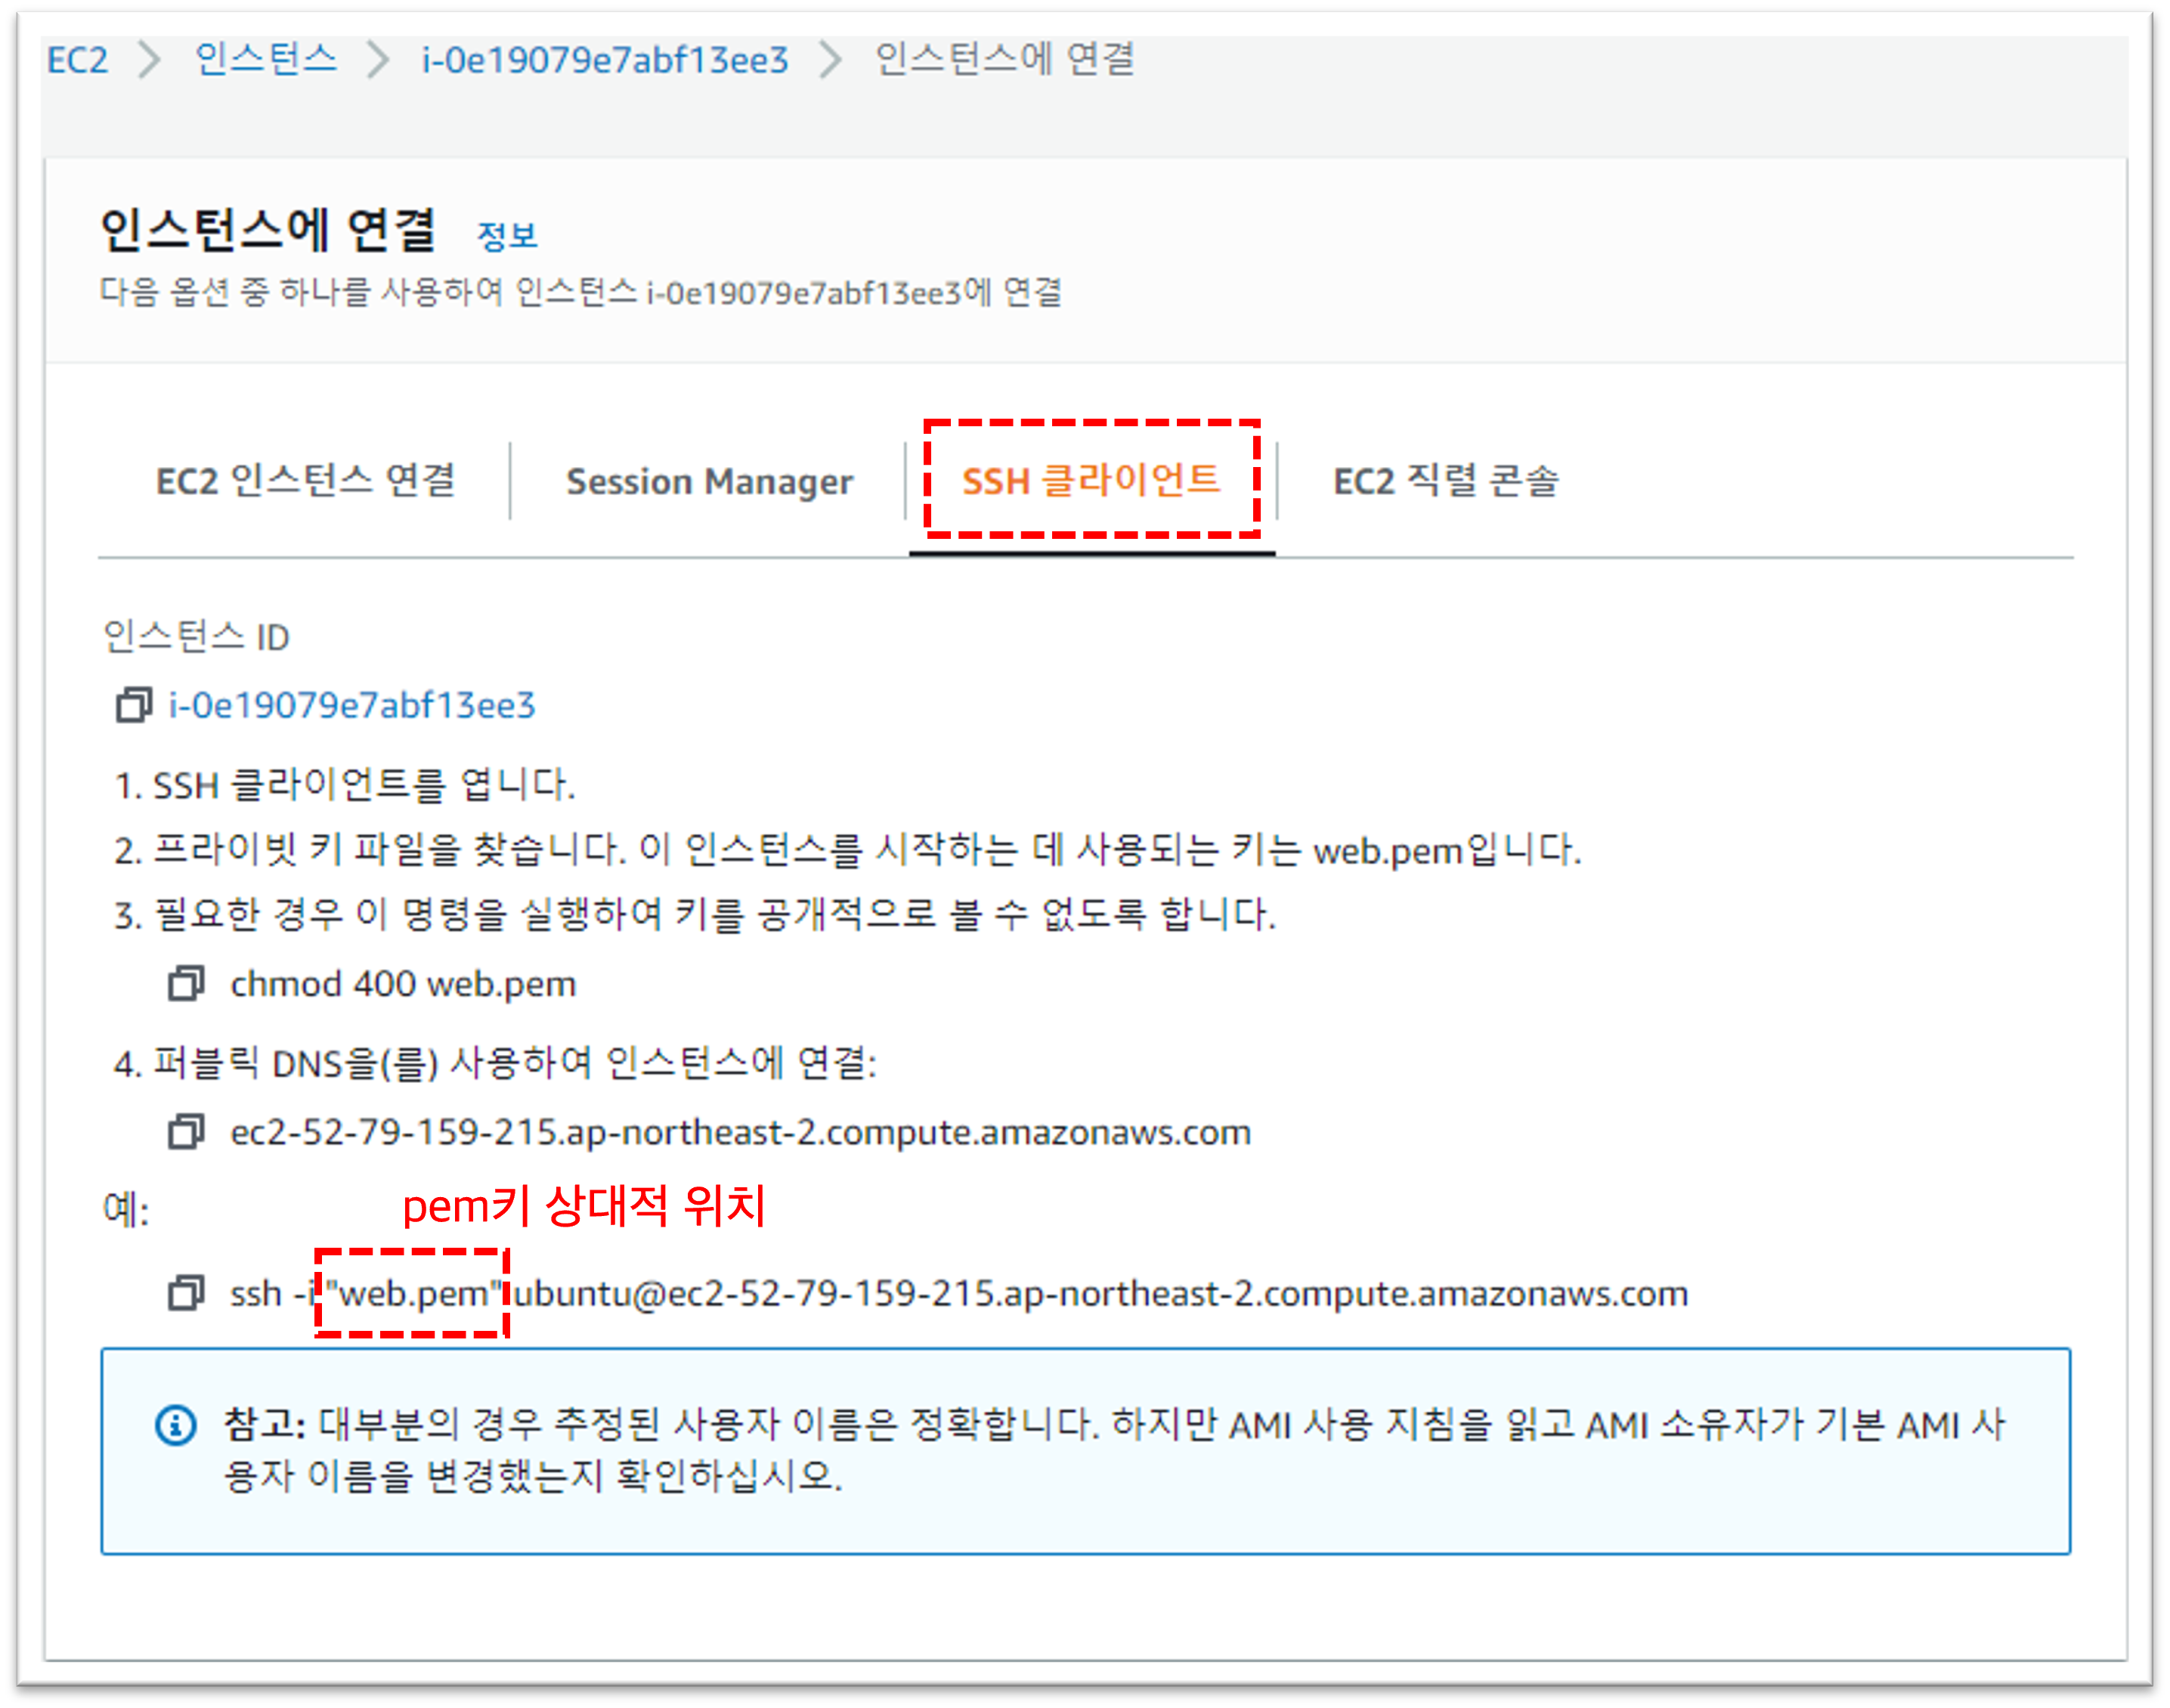 EC2 > 인스턴스 > i-0e19079e7abf13ee3 > 인스턴스에 연결
인스턴스에 연결 정보
다음 옵션 중 하나를 사용하여 인스턴스 i-0e19079e7abf13ee3에 연결
EC2 인스턴스 연결 Session Manager SSH 클라이언트 EC2 직렬 콘솔
인스턴스 ID
i-0e19079e7abf13ee3
1. SSH 클라이언트를 엽니다.
2. 프라이빗 키 파일을 찾습니다. 이 인스턴스를 시작하는 데 사용되는 키는 web.pem입니다.
3. 필요한 경우 이 명령을 실행하여 키를 공개적으로 볼 수 없도록 합니다.
chmod 400 web.pem
4. 퍼블릭 DNS을(를) 사용하여 인스턴스에 연결:
ec2-52-79-159-215.ap-northeast-2.compute.amazonaws.com
예: pem키 상대적 위치
ssh -i "web.pem" ubuntu@ec2-52-79-159-215.ap-northeast-2.compute.amazonaws.com
참고: 대부분의 경우 추정된 사용자 이름은 정확합니다. 하지만 AMI 사용 지침을 읽고 AMI 소유자가 기본 AMI 사
용자 이름을 변경했는지 확인하십시오.